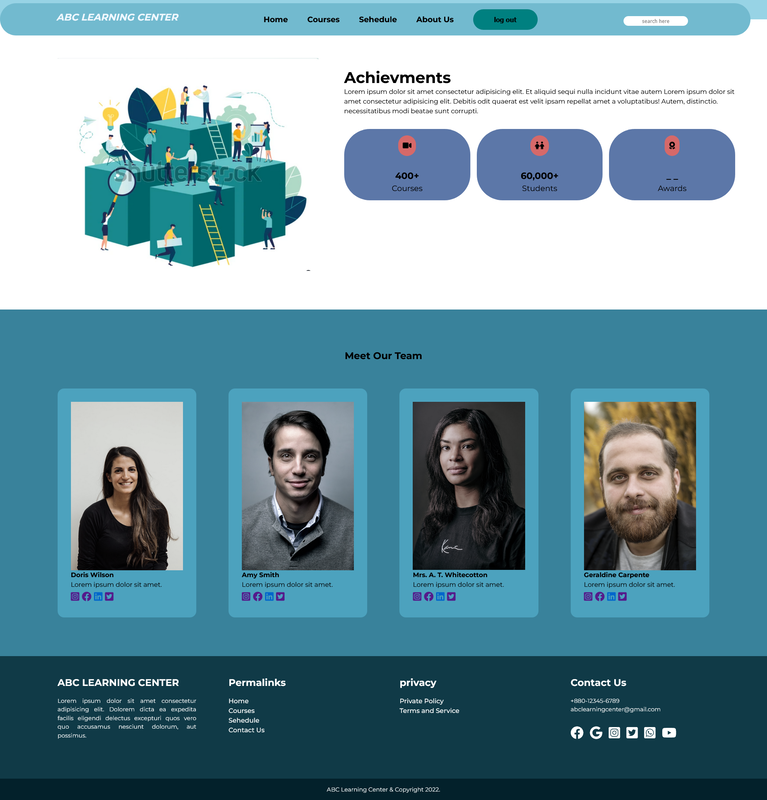 ABC LEARNING CENTER
Home Courses Sehedule About Us log out search here
shutterstock
Achievments
Lorem ipsum dolor sit amet consectetur adipisicing elit. Et aliquid sequi nulla incidunt vitae autem Lorem ipsum dolor sit
amet consectetur adipisicing elit. Debitis odit quaerat est velit ipsam repellat amet a voluptatibus! Autem, distinctio.
necessitatibus modi beatae sunt corrupti.
400+
Courses
60,000+
Students
_ _
Awards
Meet Our Team
Doris Wilson
Lorem ipsum dolor sit amet.
Amy Smith
Lorem ipsum dolor sit amet.
Mrs. A. T. Whitecotton
Lorem ipsum dolor sit amet.
Geraldine Carpente
Lorem ipsum dolor sit amet.
ABC LEARNING CENTER
Lorem ipsum dolor sit amet consectetur
adipisicing elit. Dolorem dicta ea expedita
facilis eligendi delectus excepturi quos vero
quo accusamus nesciunt dolorum, aut
possimus.
Permalinks
Home
Courses
Sehedule
Contact Us
privacy
Private Policy
Terms and Service
Contact Us
+880-12345-6789
abclearningcenter@gmail.com
ABC Learning Center & Copyright 2022.